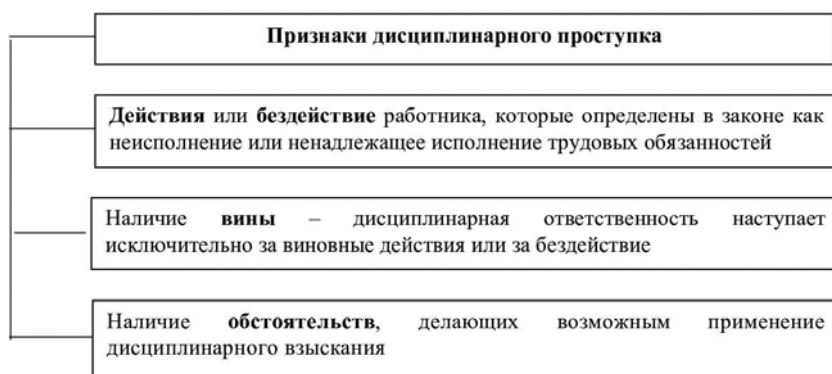 Признаки дисциплинарного проступка
Действия или бездействие работника, которые определены в законе как
неисполнение или ненадлежащее исполнение трудовых обязанностей
Наличие вины – дисциплинарная ответственность наступает
исключительно за виновные действия или за бездействие
Наличие обстоятельств, делающих возможным применение
дисциплинарного взыскания